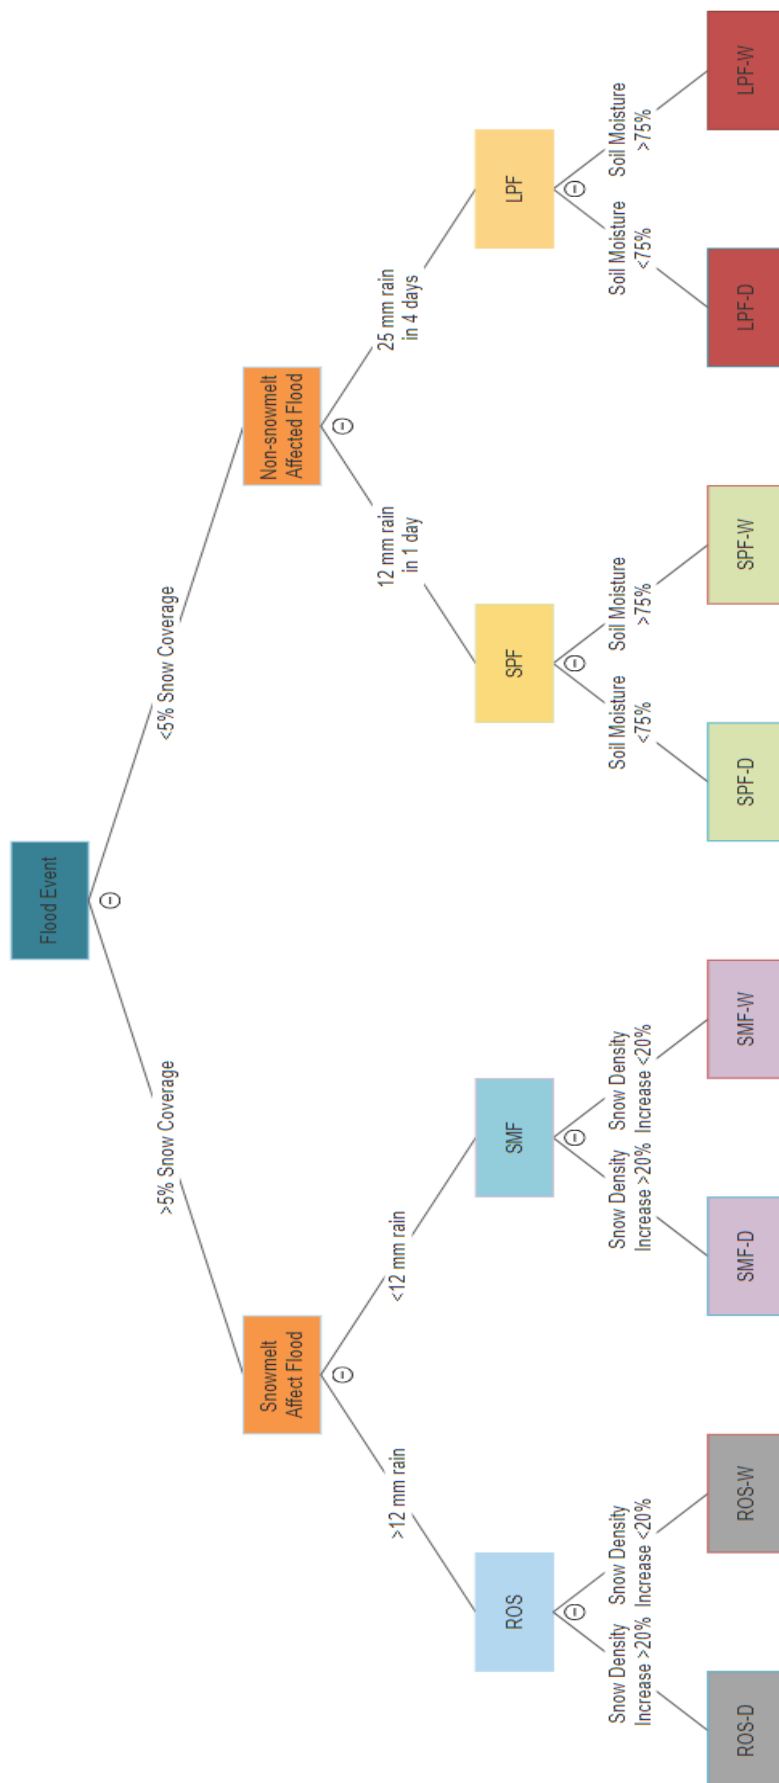 Flood Event
>5% Snow Coverage
<5% Snow Coverage
Snowmelt
Affect Flood
Non-snowmelt
Affected Flood
>12 mm rain
<12 mm rain
12 mm rain
in 1 day
25 mm rain
in 4 days
ROS
SMF
SPF
LPF
Snow Density
Increase >20%
Snow Density
Increase <20%
Snow Density
Increase >20%
Snow Density
Increase <20%
Soil Moisture
<75%
Soil Moisture
>75%
Soil Moisture
<75%
Soil Moisture
>75%
ROS-D
ROS-W
SMF-D
SMF-W
SPF-D
SPF-W
LPF-D
LPF-W